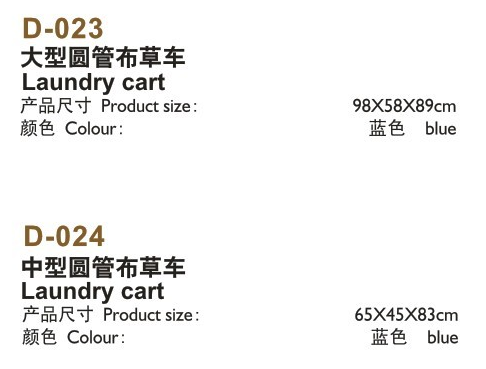 D-023
大型圆管布草车
Laundry cart
产品尺寸 Product size: 98X58X89cm
颜色 Colour: 蓝色 blue
D-024
中型圆管布草车
Laundry cart
产品尺寸 Product size: 65X45X83cm
颜色 Colour: 蓝色 blue